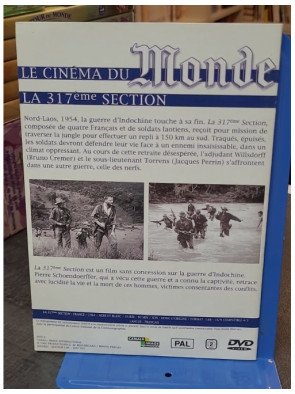 LE CINÉMA DU Monde
LA 317ème SECTION
Nord-Laos, 1954, la guerre d'Indochine touche à sa fin. La 317ème Section,
composée de quatre Français et de soldats laotiens, reçoit pour mission de
traverser la jungle pour effectuer un repli à 150 km au sud. Traqués, épuisés,
les soldats devront défendre leur vie face à un ennemi insaisissable, dans un
climat oppressant. Au cours de cette retraite désespérée, l'adjudant Willsdorff
(Bruno Cremer) et le sous-lieutenant Torrens (Jacques Perrin) s'affrontent
dans une autre guerre, celle des nerfs.
La 317ème Section est un film sans concession sur la guerre d'Indochine.
Pierre Schoendoerffer, qui a vécu cette guerre et a connu la captivité, retrace
avec lucidité la vie et la mort de ces hommes, victimes consentantes des conflits.
PAL
2
DVD